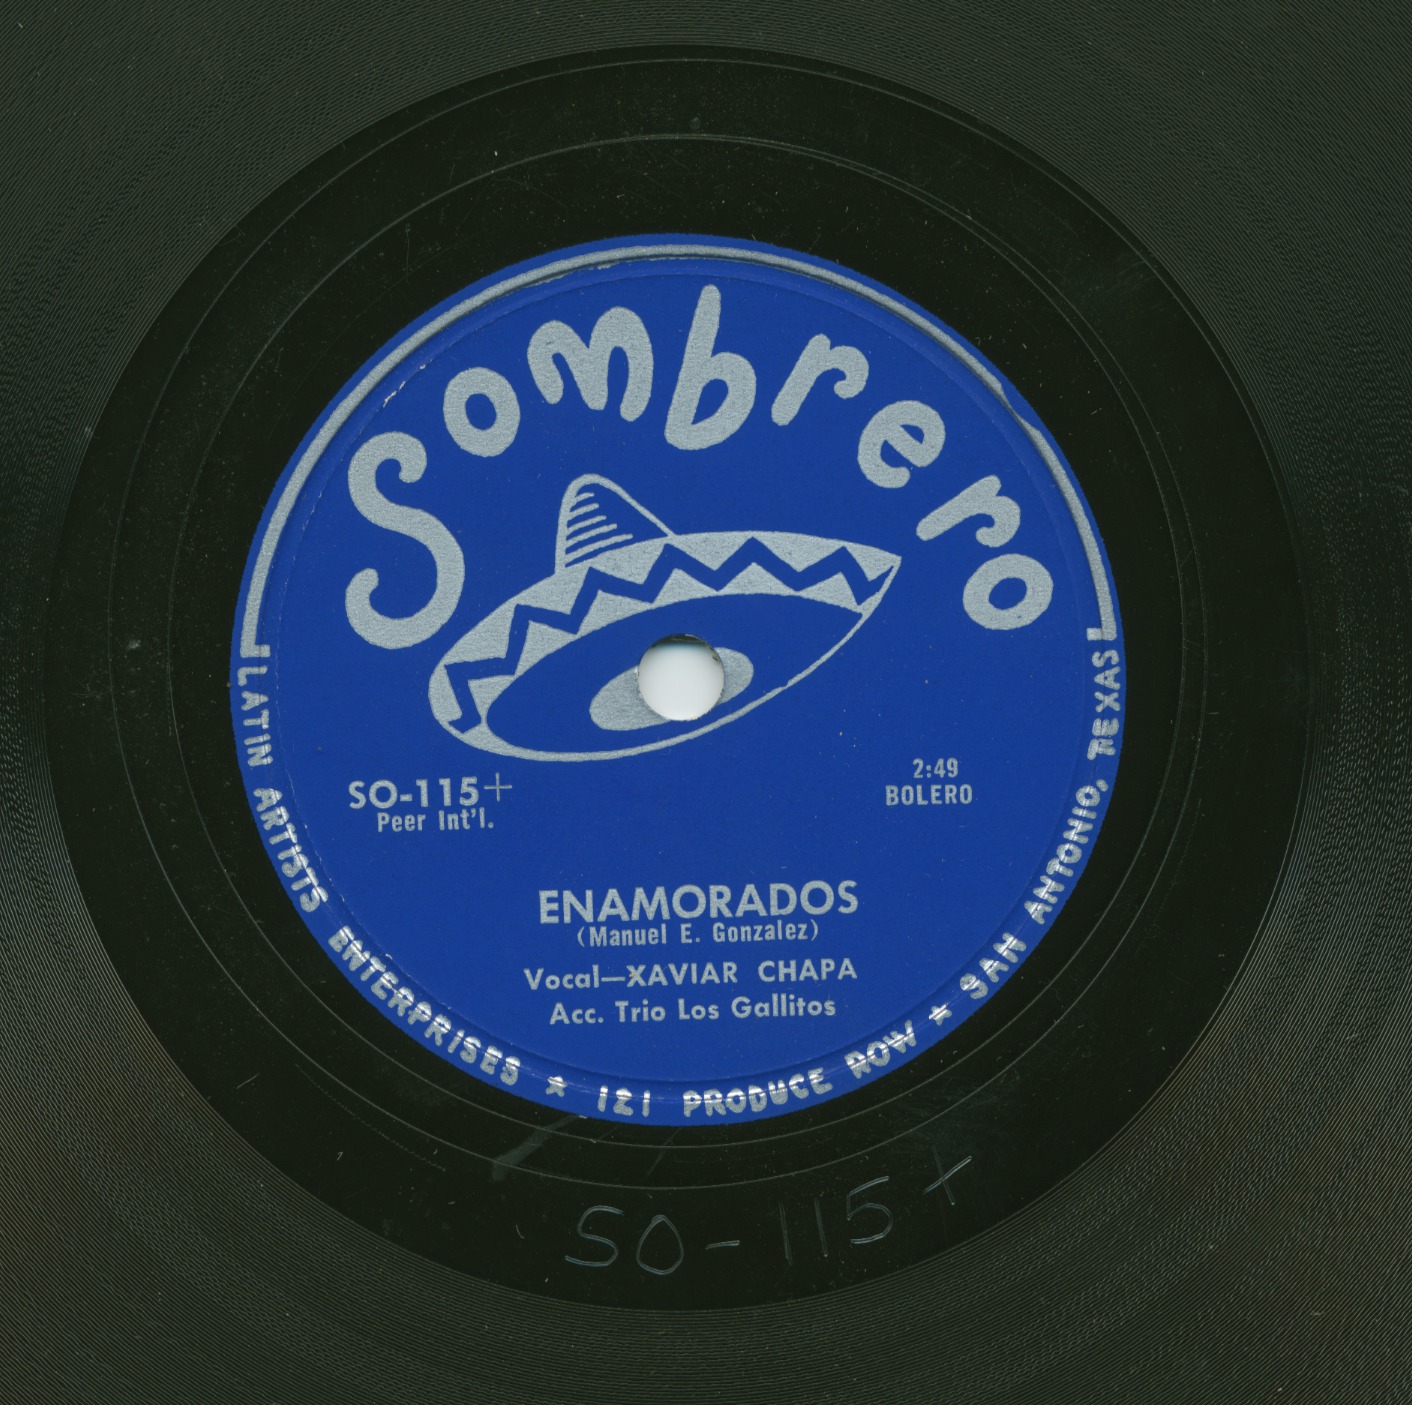 Sombrero
SO-115+
Peer Int'l.
2:49
BOLERO
ENAMORADOS
(Manuel E. Gonzalez)
Vocal—XAVIAR CHAPA
Acc. Trio Los Gallitos
LATIN ARTISTS ENTERPRISES ★ 121 PRODUCE ROW ★ SAN ANTONIO, TEXAS
SO-115+